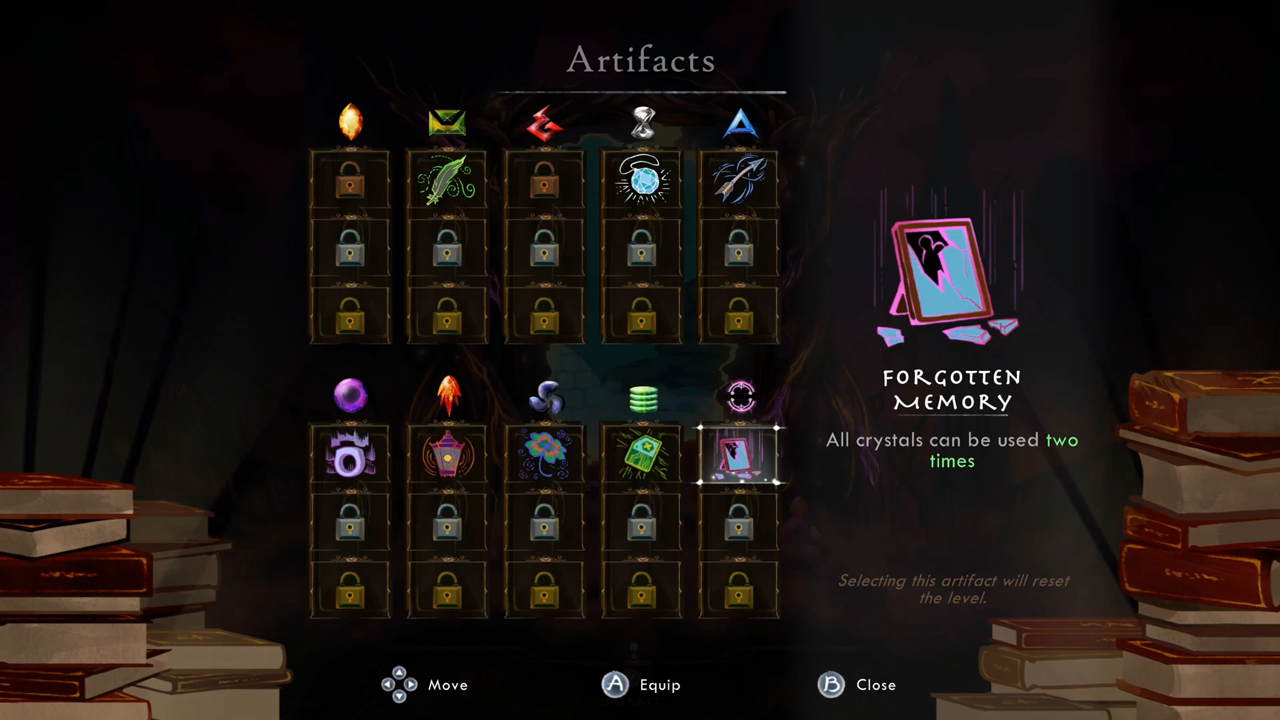 Artifacts
FORGOTTEN
MEMORY
All crystals can be used two
times
Selecting this artifact will reset
the level.
Move
A Equip
B Close